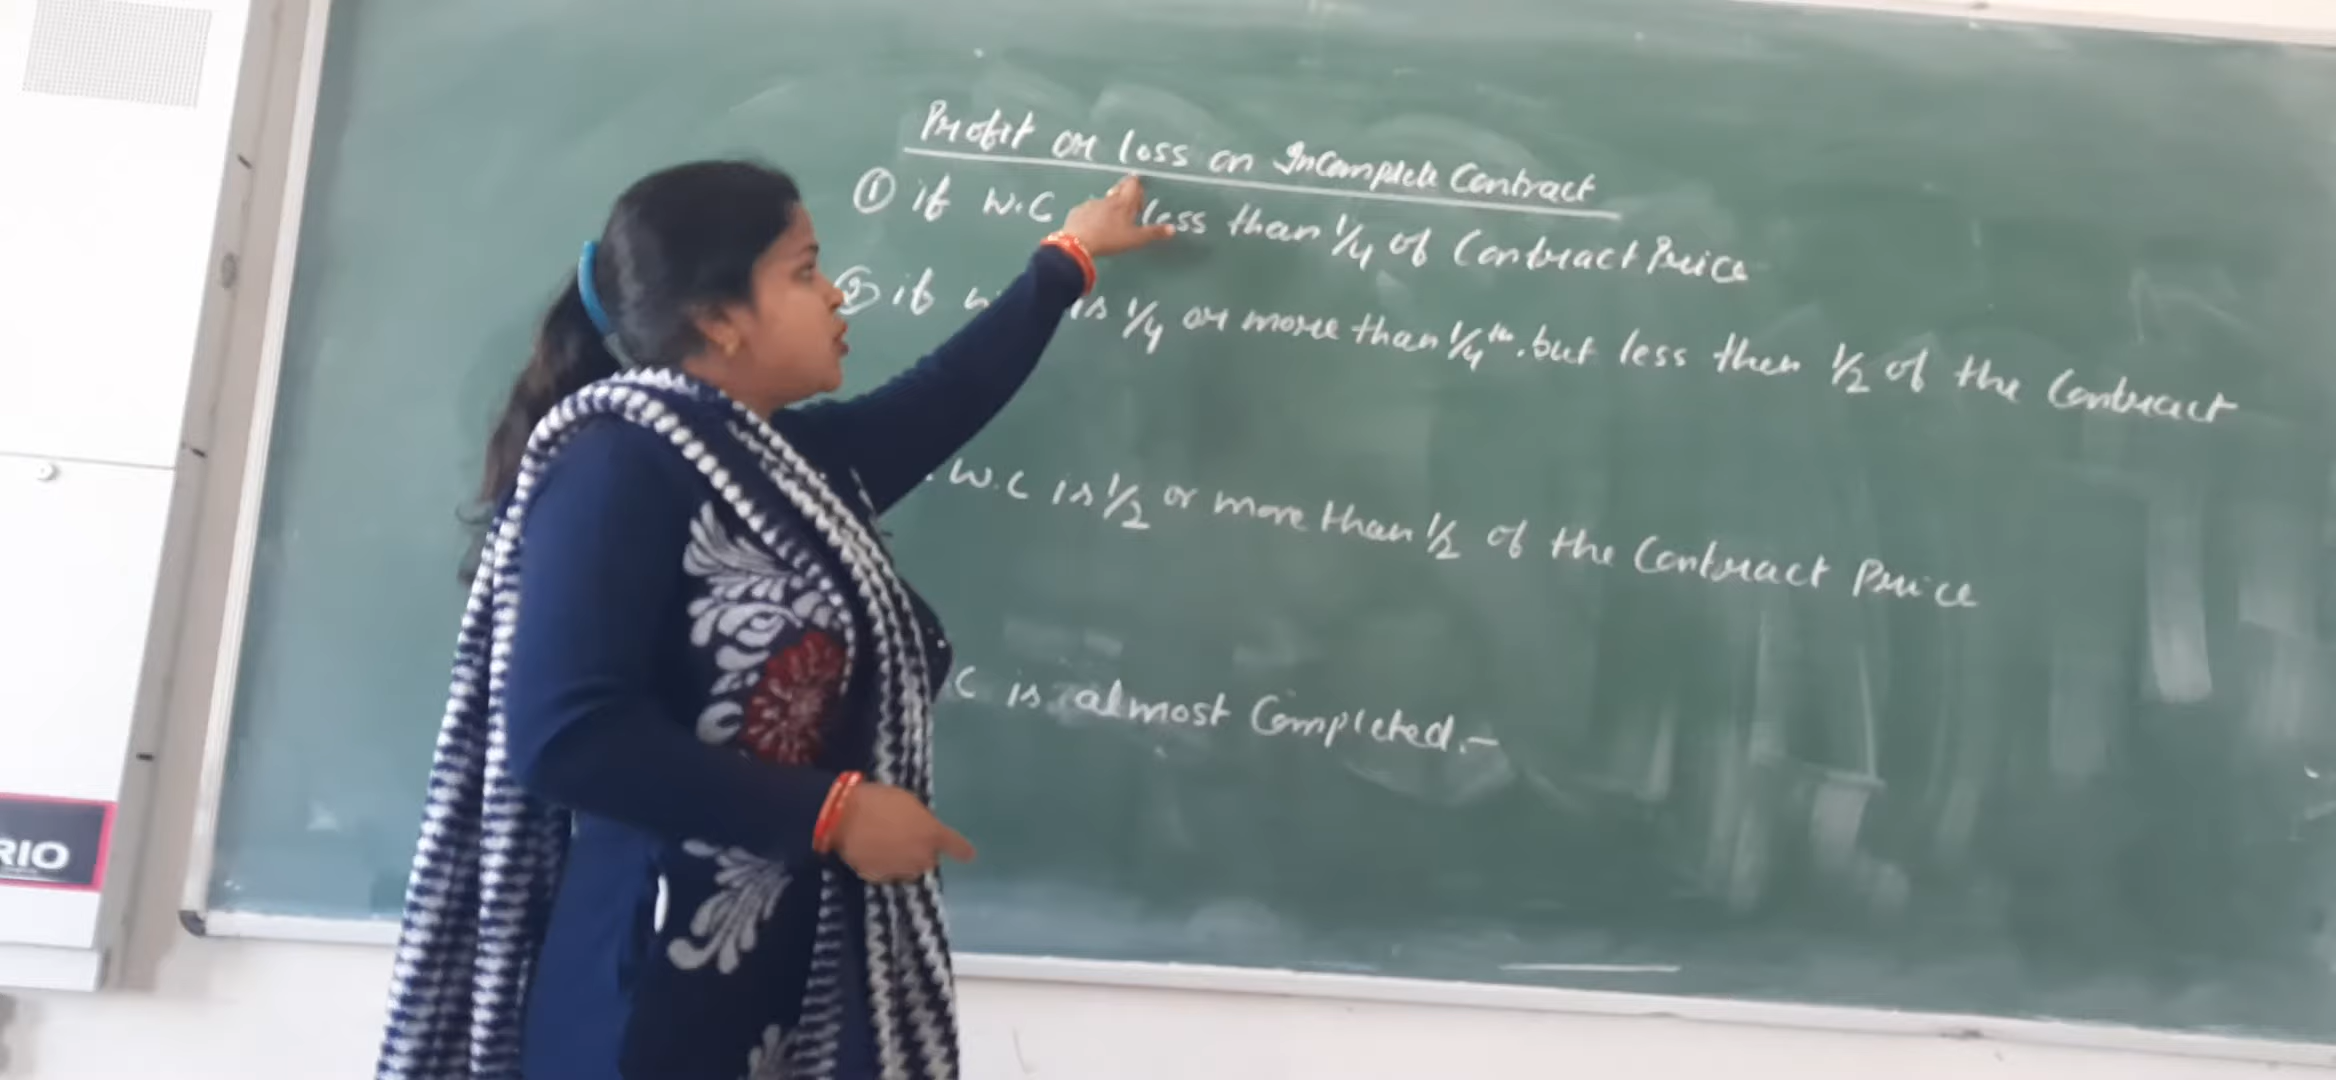 Profit or loss on Incomplete Contract
① if W.C less than 1/4 of Contract Price
② if is 1/4 or more than 1/4th. but less then 1/2 of the Contract
W.C is 1/2 or more than 1/2 of the Contract Price
C is almost Completed.-
RIO